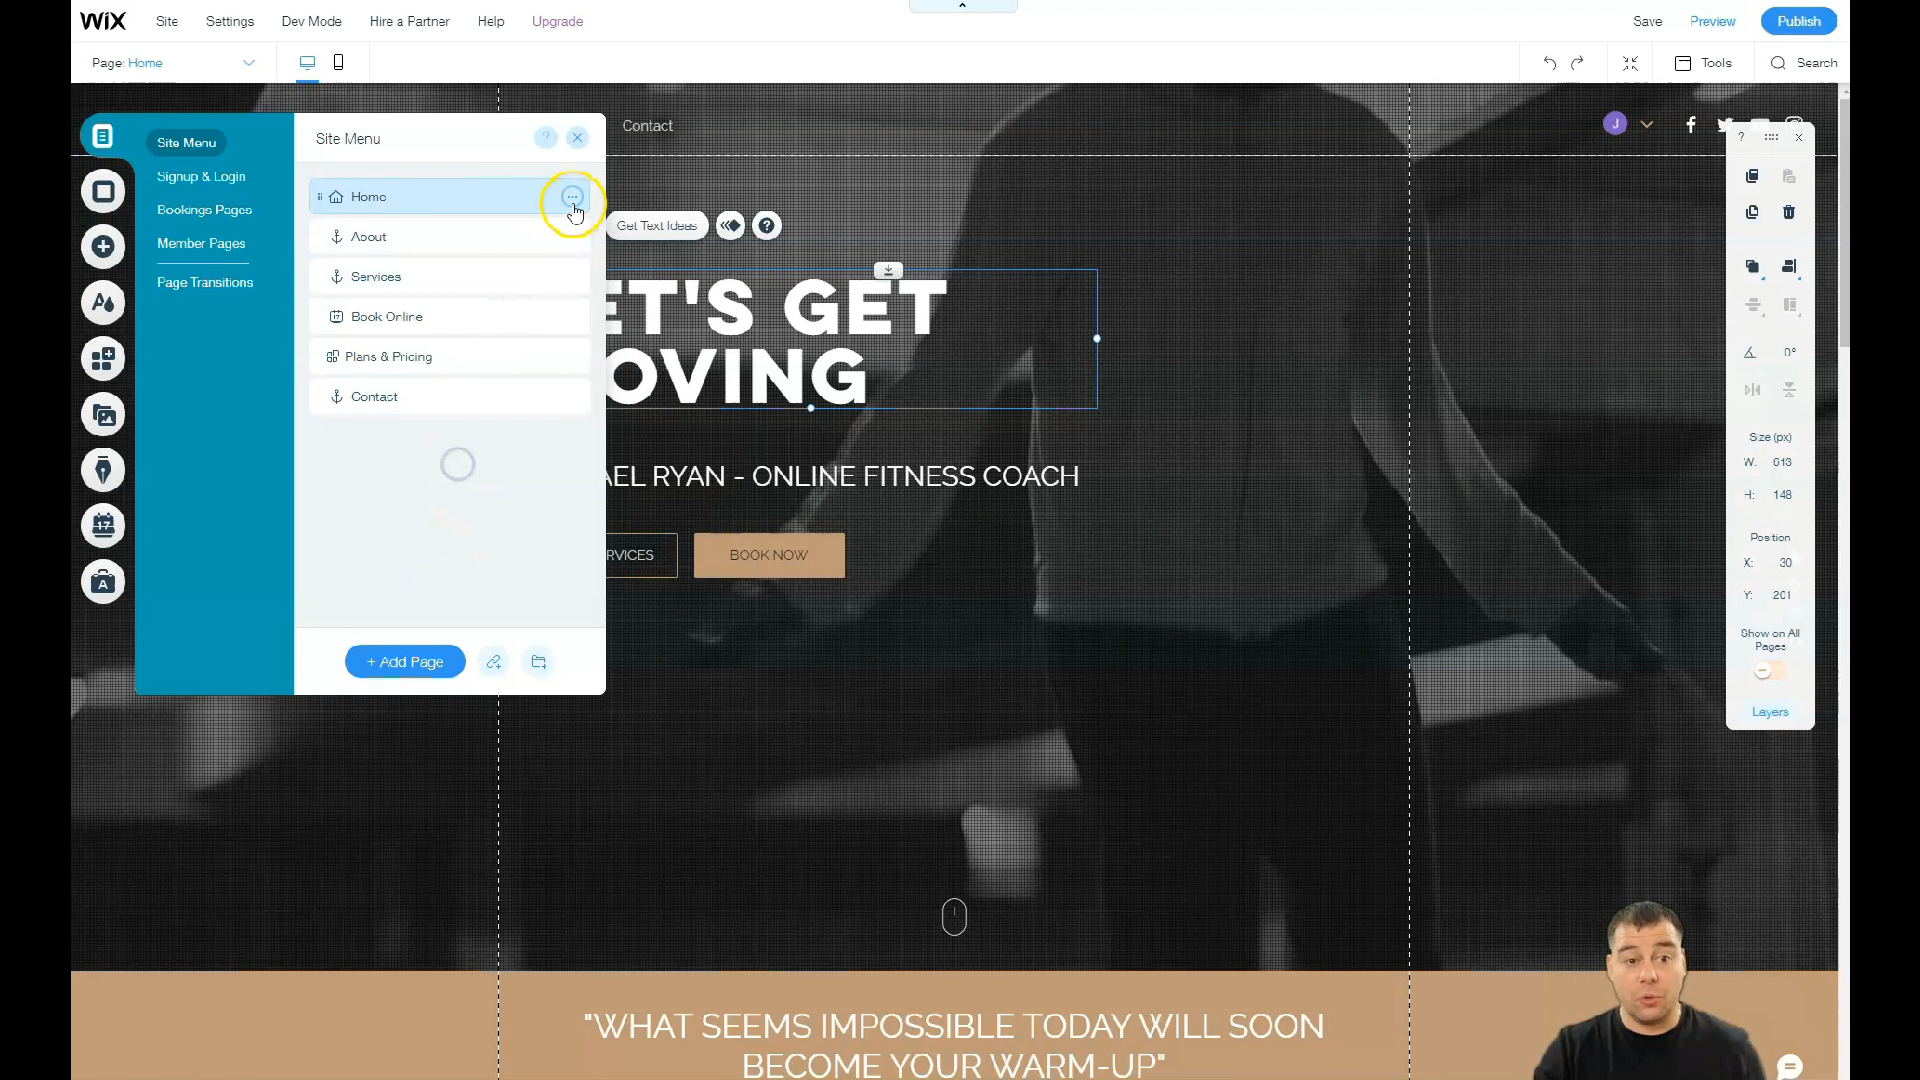 WiX Site Settings Dev Mode Hire a Partner Help Upgrade Save Preview Publish
Page: Home Tools Search
Contact J
Site Menu
Signup & Login
Bookings Pages
Member Pages
Page Transitions
Site Menu ?
Home
About
Services
Book Online
Plans & Pricing
Contact
+ Add Page
17
A
Get Text Ideas ?
ET'S GET
OVING
AEL RYAN - ONLINE FITNESS COACH
RVICES BOOK NOW
"WHAT SEEMS IMPOSSIBLE TODAY WILL SOON
BECOME YOUR WARM-UP"
?
0°
Size (px)
W: 613
H: 148
Position
X: 30
Y: 201
Show on All
Pages
Layers